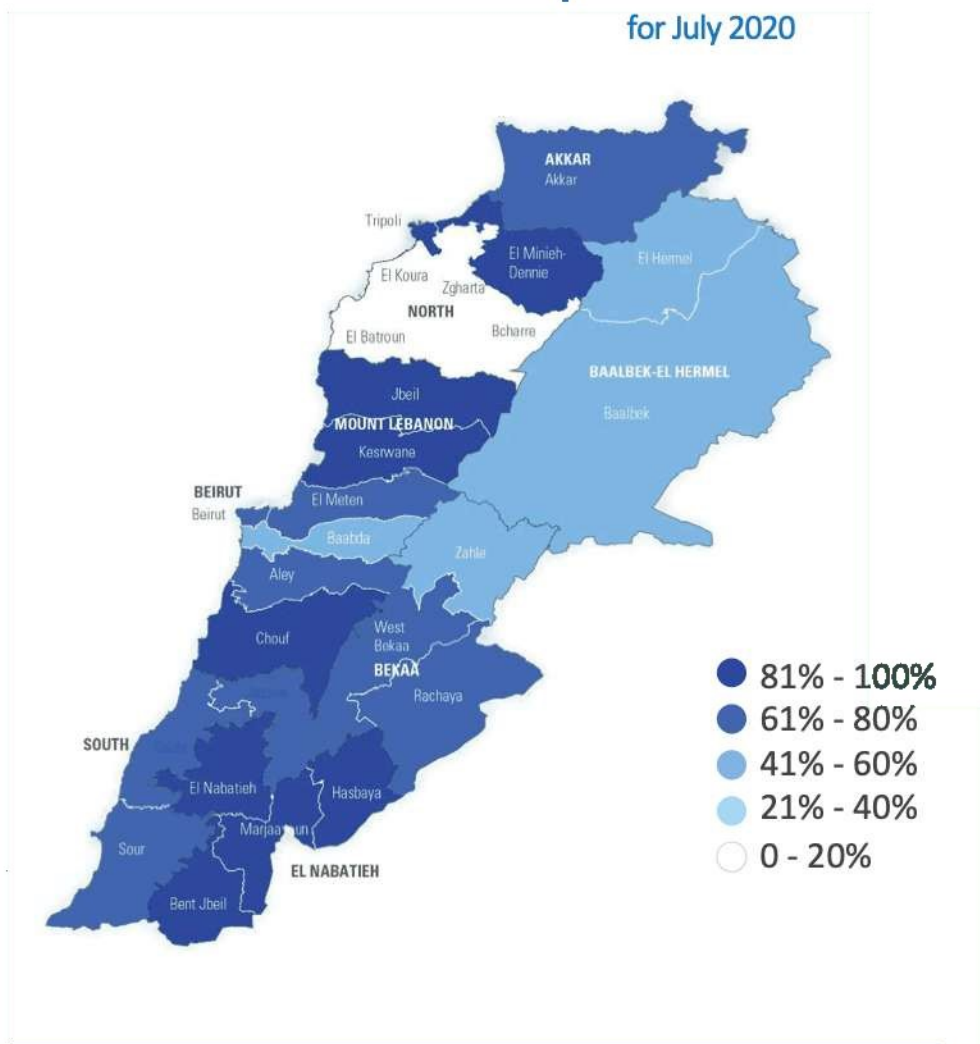 for July 2020
AKKAR
Akkar
Tripoli
El Minieh-
Dennie
El Hermel
El Koura
Zgharta
NORTH
El Batroun
Bcharre
BAALBEK-EL HERMEL
Baalbek
Jbeil
MOUNT LEBANON
Kesrwane
BEIRUT
Beirut
El Meten
Baabda
Zahle
Aley
Chouf
West
Bekaa
BEKAA
Rachaya
SOUTH
El Nabatieh
Hasbaya
Marjaayoun
Sour
EL NABATIEH
Bent Jbeil
81% - 100%
61% - 80%
41% - 60%
21% - 40%
0 - 20%